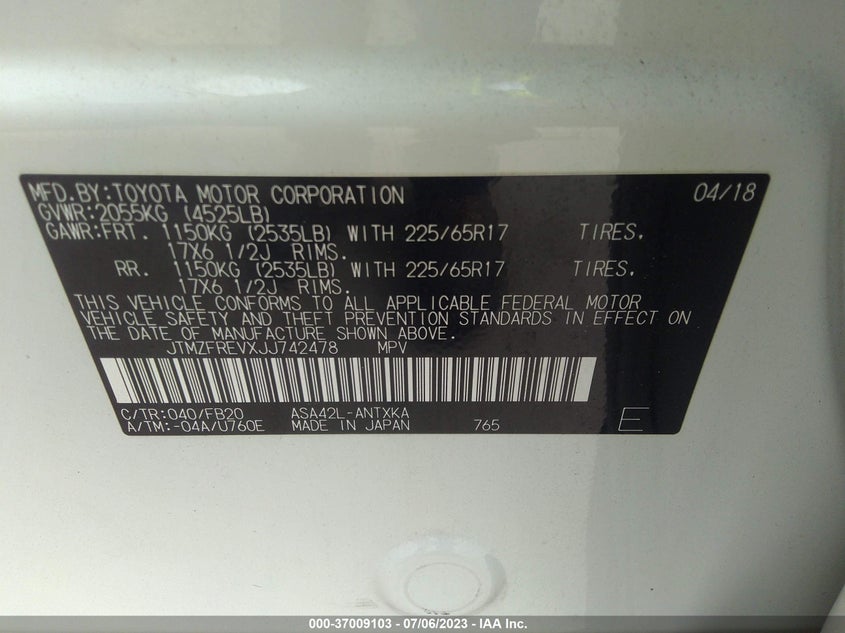 MFD.BY:TOYOTA MOTOR CORPORATION 04/18
GVWR:2055KG (4525LB)
GAWR:FRT. 1150KG (2535LB) WITH 225/65R17 TIRES,
17X6 1/2J RIMS.
RR. 1150KG (2535LB) WITH 225/65R17 TIRES,
17X6 1/2J RIMS.
THIS VEHICLE CONFORMS TO ALL APPLICABLE FEDERAL MOTOR
VEHICLE SAFETY AND THEFT PREVENTION STANDARDS IN EFFECT ON
THE DATE OF MANUFACTURE SHOWN ABOVE.
JTMZFREVXJJ742478 MPV
C/TR:040/FB20 ASA42L-ANTXKA
A/TM:-04A/U760E MADE IN JAPAN 765 E
000-37009103 - 07/06/2023 - IAA Inc.